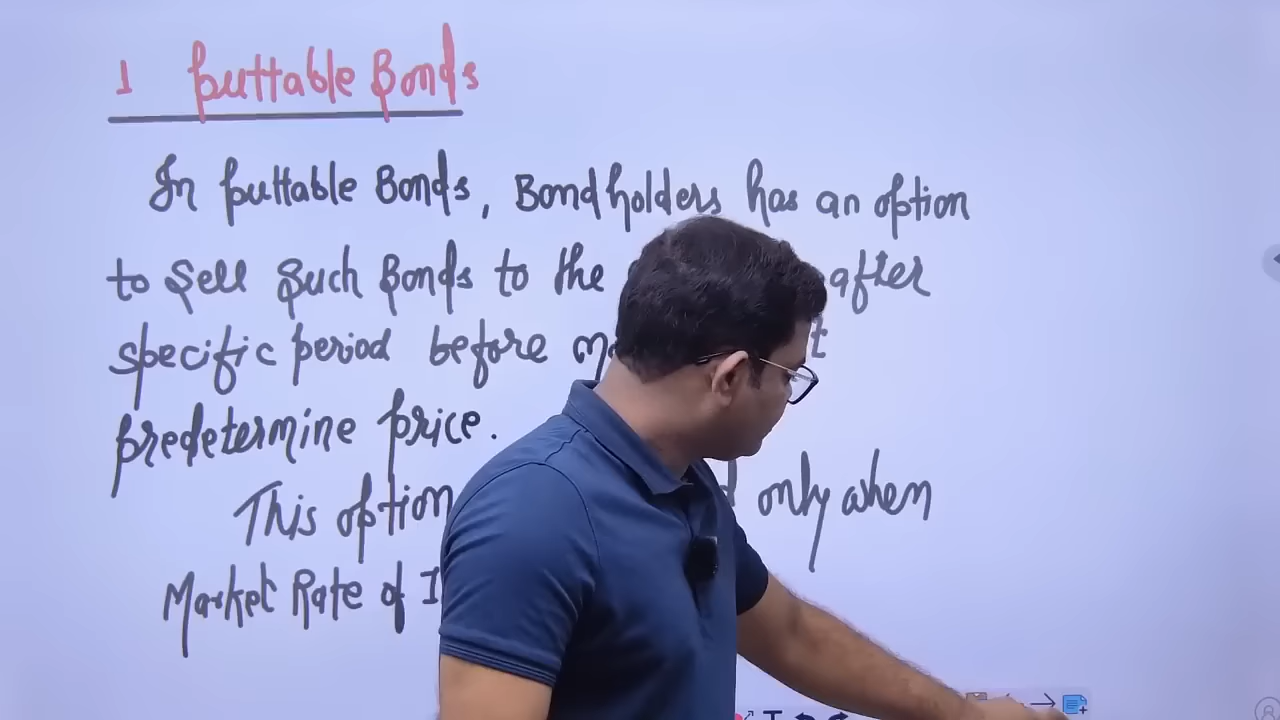 1 Puttable Bonds
In puttable Bonds, Bondholders has an option
to Sell Such Bonds to the after
specific period before
predetermine price.
This option only when
Market Rate of